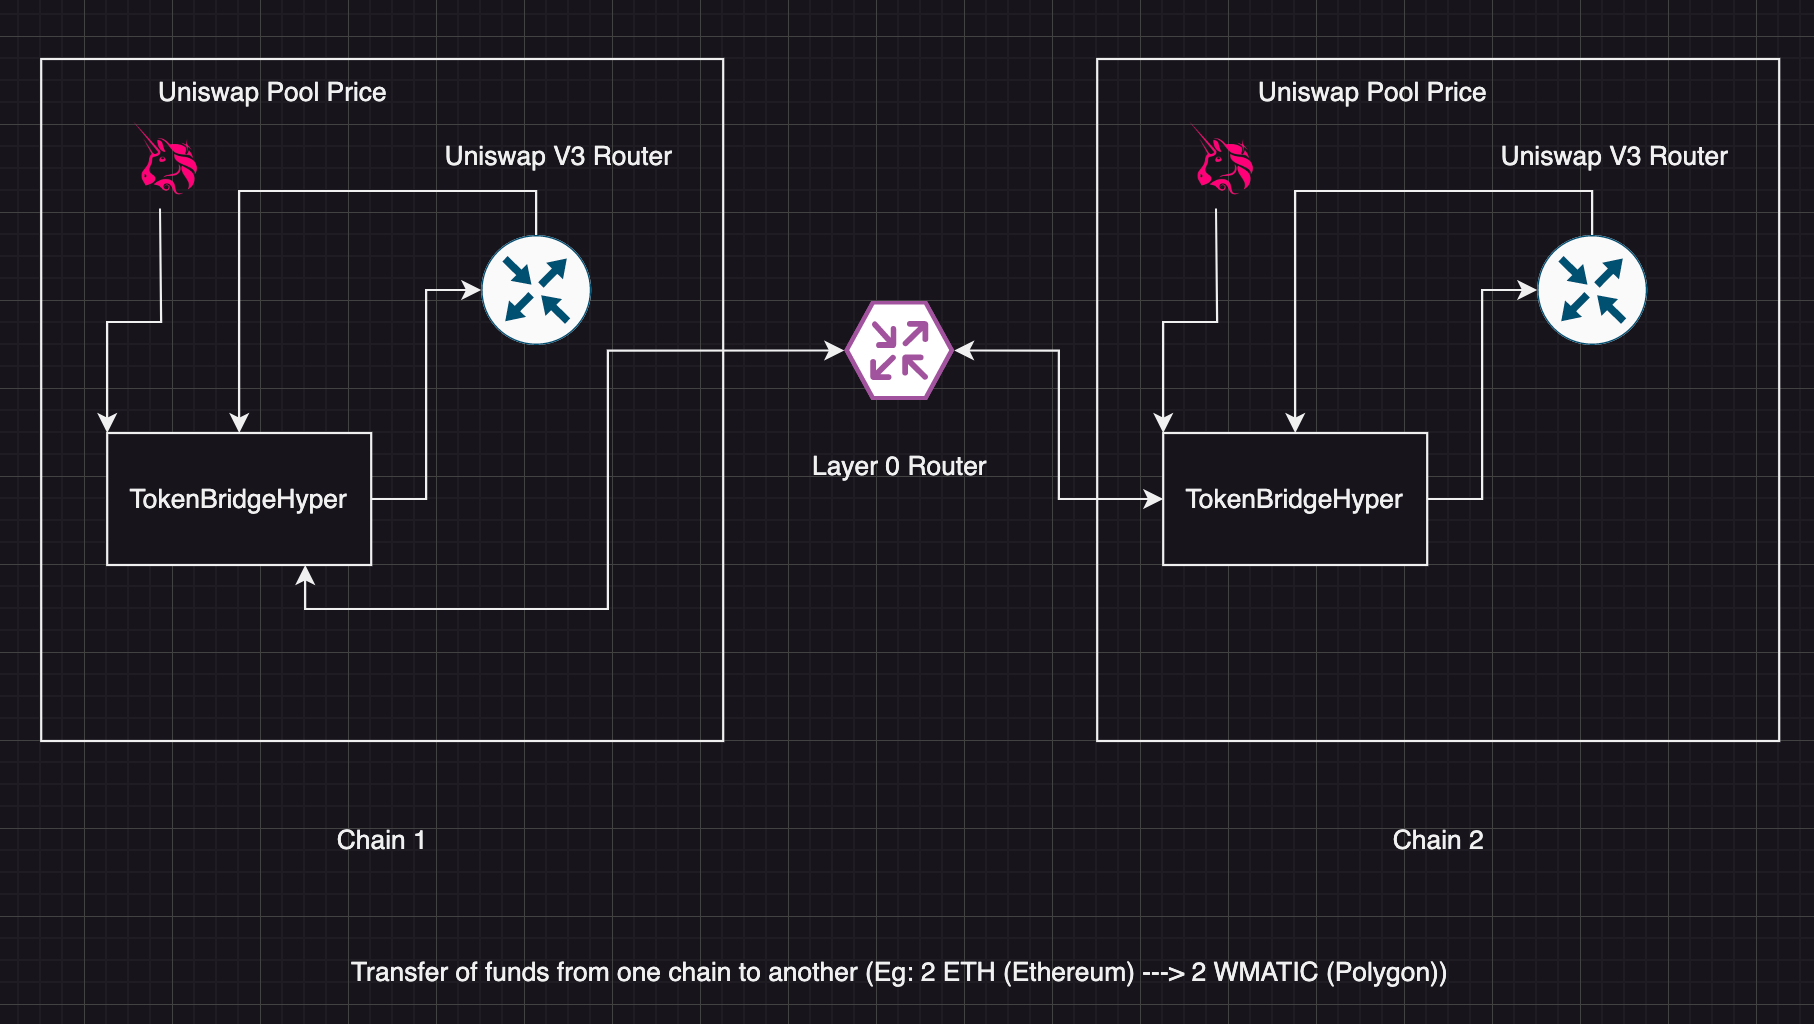 Uniswap Pool Price
Uniswap V3 Router
TokenBridgeHyper
Chain 1
Layer 0 Router
Uniswap Pool Price
Uniswap V3 Router
TokenBridgeHyper
Chain 2
Transfer of funds from one chain to another (Eg: 2 ETH (Ethereum) ---> 2 WMATIC (Polygon))